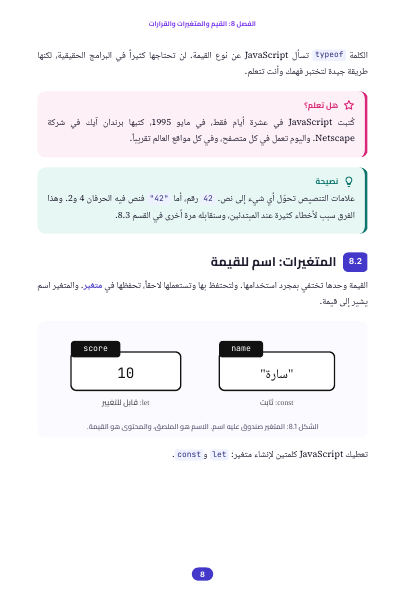 الفصل 8: القيم والمتغيرات والقرارات
الكلمة typeof تسأل JavaScript عن نوع القيمة. لن تحتاجها كثيراً في البرامج الحقيقية، لكنها
طريقة جيدة لتختبر فهمك وأنت تتعلم.
هل تعلم؟
كُتبت JavaScript في عشرة أيام فقط، في مايو 1995، كتبها برندان آيك في شركة
Netscape. واليوم تعمل في كل متصفح، وفي كل مواقع العالم تقريباً.
نصيحة
علامات التنصيص تحوّل أي شيء إلى نص. 42 رقم، أما "42" فنص فيه الحرفان 4 و2. وهذا
الفرق سبب لأخطاء كثيرة عند المبتدئين، وستقابله مرة أخرى في القسم 8.3.
8.2 المتغيرات: اسم للقيمة
القيمة وحدها تختفي بمجرد استخدامها. ولتحتفظ بها وتستعملها لاحقاً، تحفظها في متغير. والمتغير اسم
يشير إلى قيمة.
name
"سارة"
const: ثابت
score
10
let: قابل للتغيير
الشكل 8.1: المتغير صندوق عليه اسم. الاسم هو الملصق، والمحتوى هو القيمة.
تعطيك JavaScript كلمتين لإنشاء متغير: let و const.
8